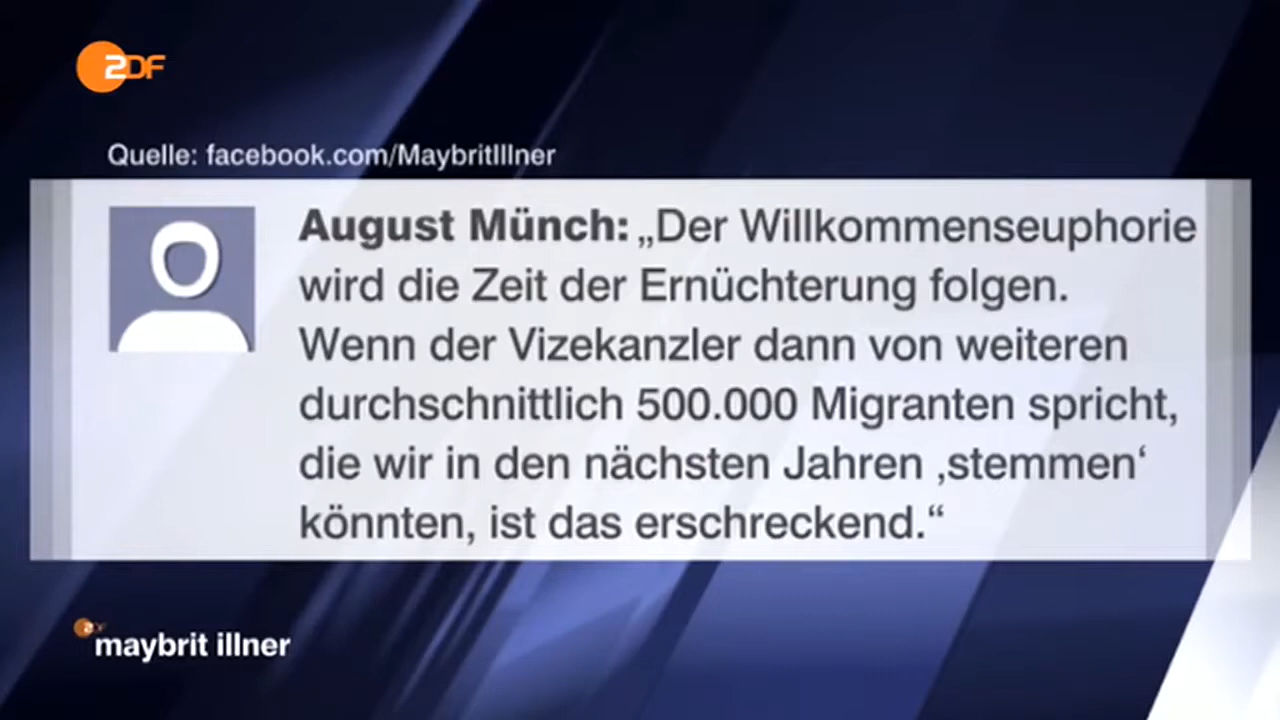 ZDF
Quelle: facebook.com/MaybritIllner
August Münch: „Der Willkommenseuphorie
wird die Zeit der Ernüchterung folgen.
Wenn der Vizekanzler dann von weiteren
durchschnittlich 500.000 Migranten spricht,
die wir in den nächsten Jahren ‚stemmen‘
könnten, ist das erschreckend.“
ZDF
maybrit illner